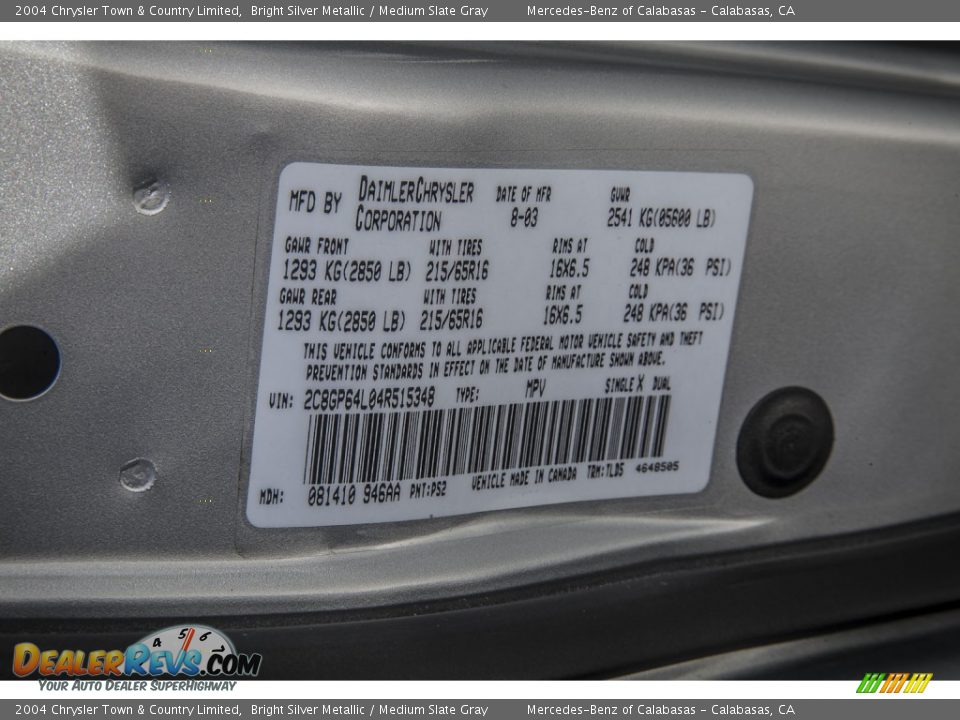 2004 Chrysler Town & Country Limited, Bright Silver Metallic / Medium Slate Gray Mercedes-Benz of Calabasas - Calabasas, CA
MFD BY DAIMLERCHRYSLER CORPORATION DATE OF MFR 8-03 GVWR 2541 KG(05600 LB)
GAWR FRONT WITH TIRES RIMS AT COLD
1293 KG(2850 LB) 215/65R16 16X6.5 248 KPA(36 PSI)
GAWR REAR WITH TIRES RIMS AT COLD
1293 KG(2850 LB) 215/65R16 16X6.5 248 KPA(36 PSI)
THIS VEHICLE CONFORMS TO ALL APPLICABLE FEDERAL MOTOR VEHICLE SAFETY AND THEFT
PREVENTION STANDARDS IN EFFECT ON THE DATE OF MANUFACTURE SHOWN ABOVE.
VIN: 2C8GP64L04R515348 TYPE: MPV SINGLE X DUAL
MDH: 081410 946AA PNT:PS2 VEHICLE MADE IN CANADA TRM:TLD5 4648505
4 5 6
DEALERREVS.COM
YOUR AUTO DEALER SUPERHIGHWAY
2004 Chrysler Town & Country Limited, Bright Silver Metallic / Medium Slate Gray Mercedes-Benz of Calabasas - Calabasas, CA